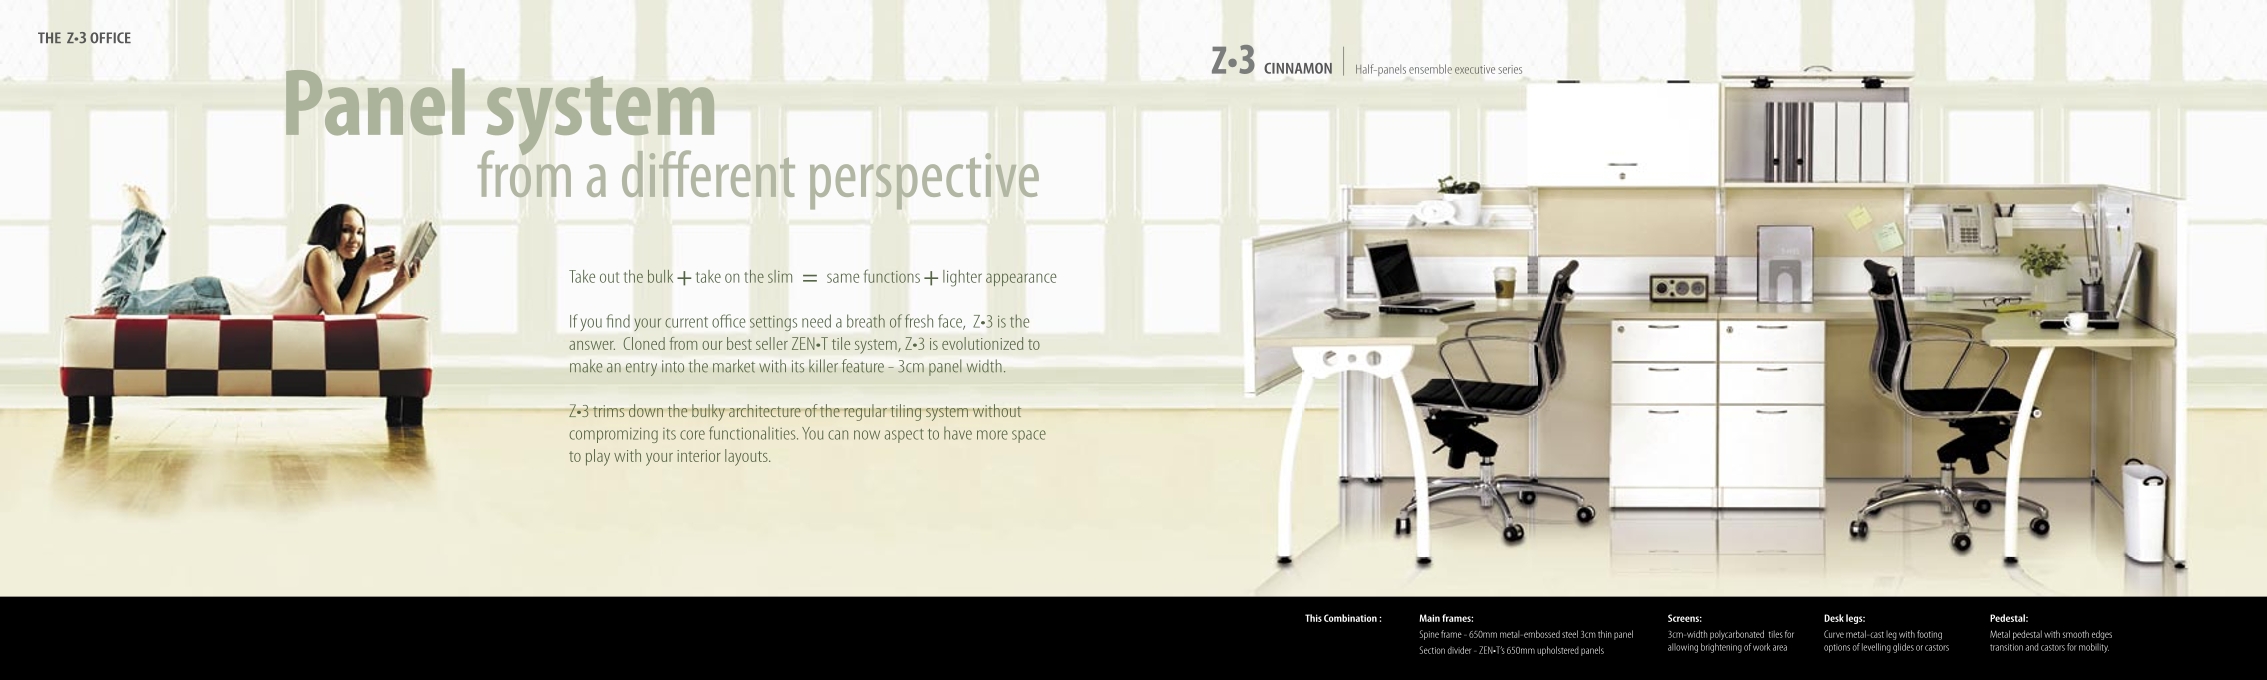 THE Z•3 OFFICE
Panel system
from a different perspective
Take out the bulk + take on the slim = same functions + lighter appearance
If you find your current office settings need a breath of fresh face, Z•3 is the
answer. Cloned from our best seller ZEN•T tile system, Z•3 is evolutionized to
make an entry into the market with its killer feature - 3cm panel width.
Z•3 trims down the bulky architecture of the regular tiling system without
compromizing its core functionalities. You can now aspect to have more space
to play with your interior layouts.
Z•3 CINNAMON | Half-panels ensemble executive series
This Combination :
Main frames:
Spine frame - 650mm metal-embossed steel 3cm thin panel
Section divider - ZEN•T's 650mm upholstered panels
Screens:
3cm-width polycarbonated tiles for
allowing brightening of work area
Desk legs:
Curve metal-cast leg with footing
options of levelling glides or castors
Pedestal:
Metal pedestal with smooth edges
transition and castors for mobility.